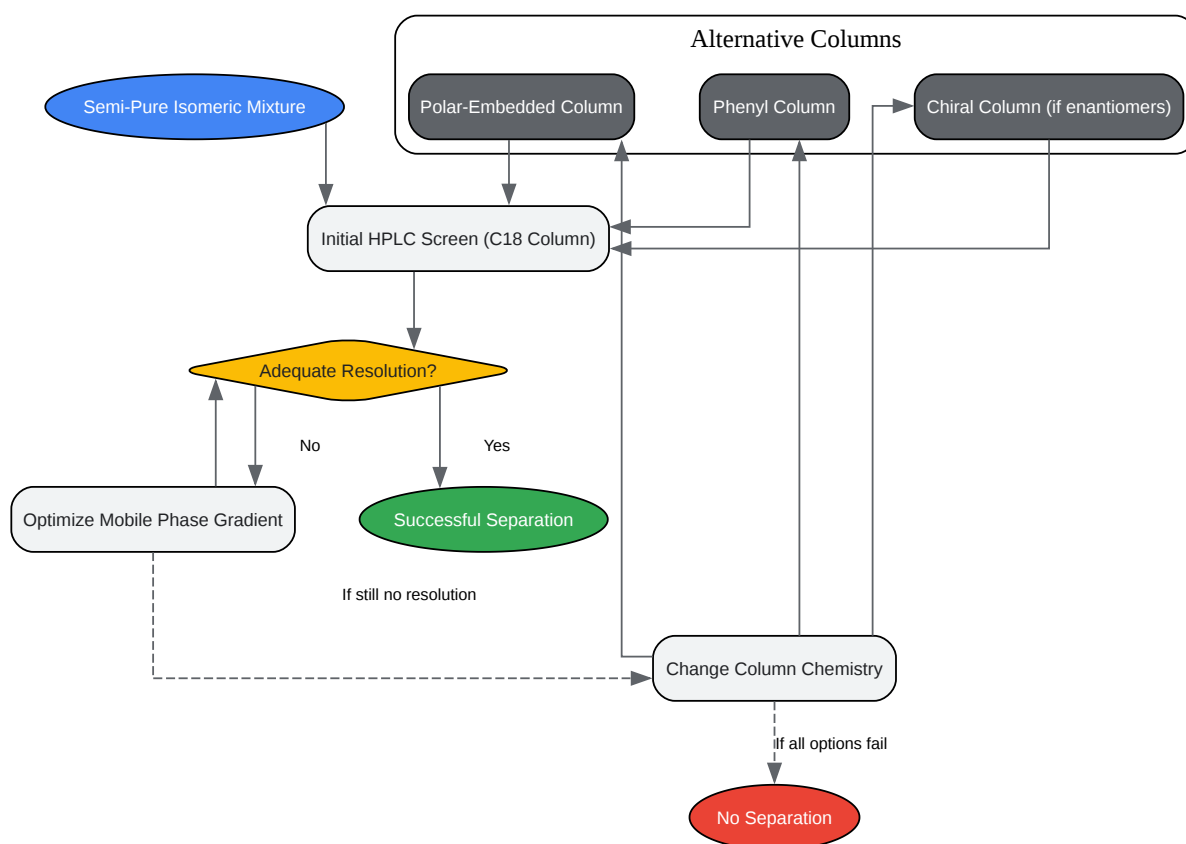 Alternative Columns
Semi-Pure Isomeric Mixture
Polar-Embedded Column
Phenyl Column
Chiral Column (if enantiomers)
Initial HPLC Screen (C18 Column)
Adequate Resolution?
No
Yes
Optimize Mobile Phase Gradient
Successful Separation
If still no resolution
Change Column Chemistry
If all options fail
No Separation